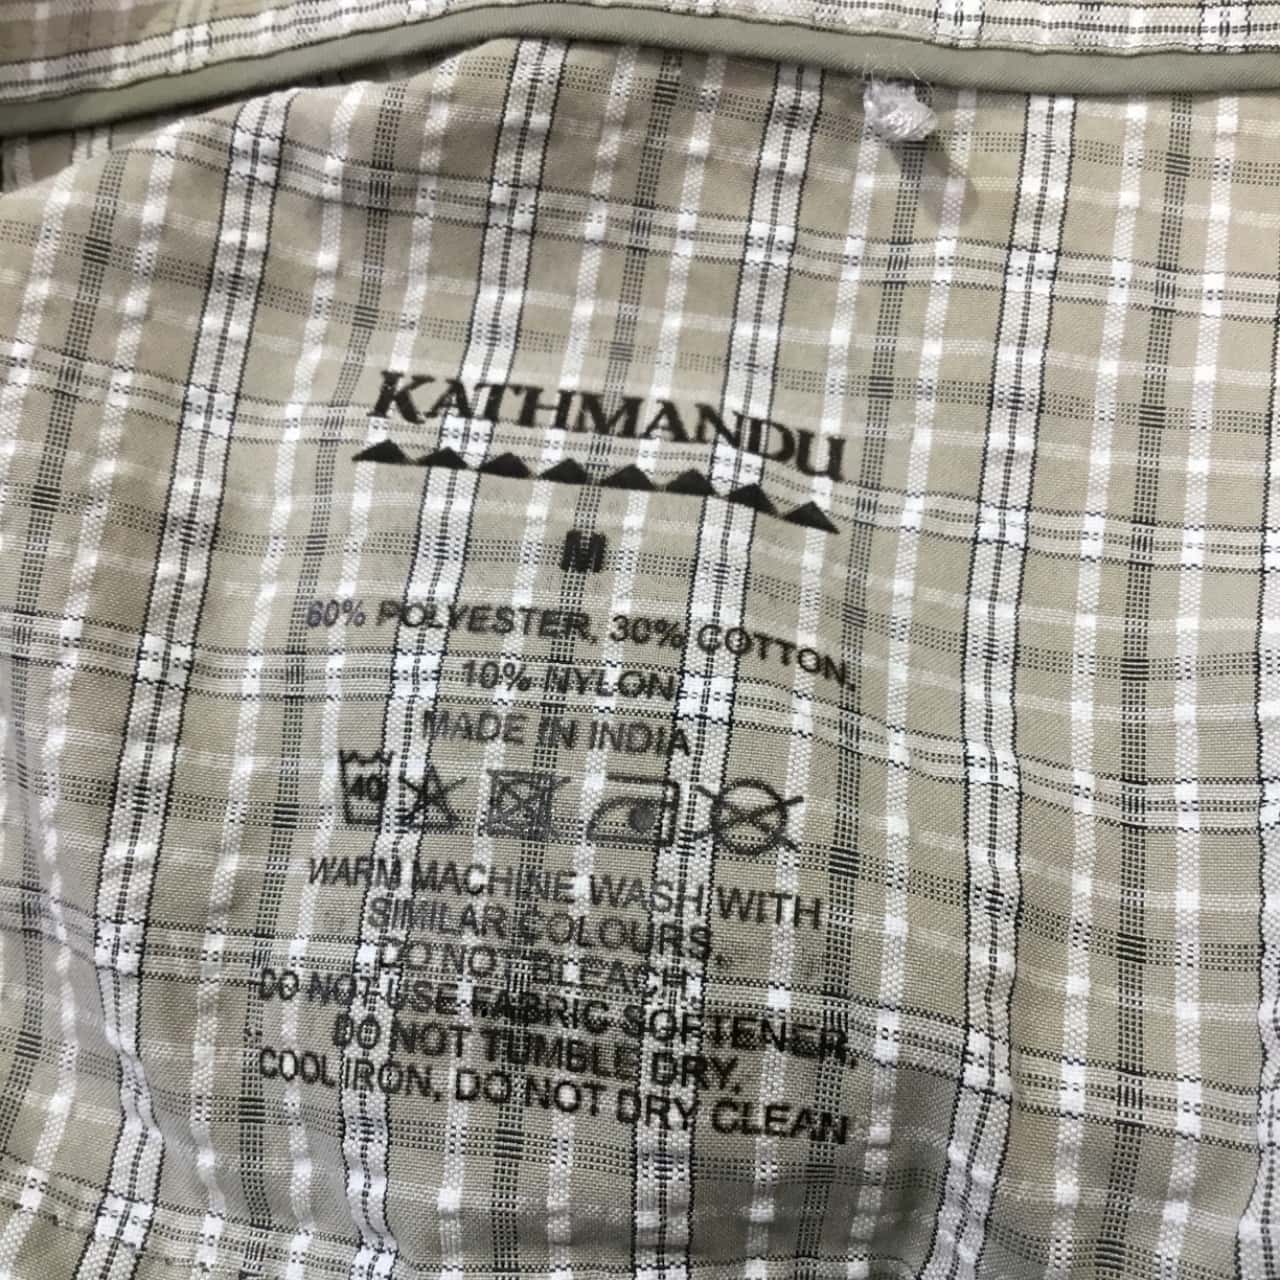 KATHMANDU
M
60% POLYESTER, 30% COTTON,
10% NYLON
MADE IN INDIA
40
WARM MACHINE WASH WITH
SIMILAR COLOURS.
DO NOT BLEACH.
DO NOT USE FABRIC SOFTENER,
DO NOT TUMBLE DRY,
COOL IRON, DO NOT DRY CLEAN